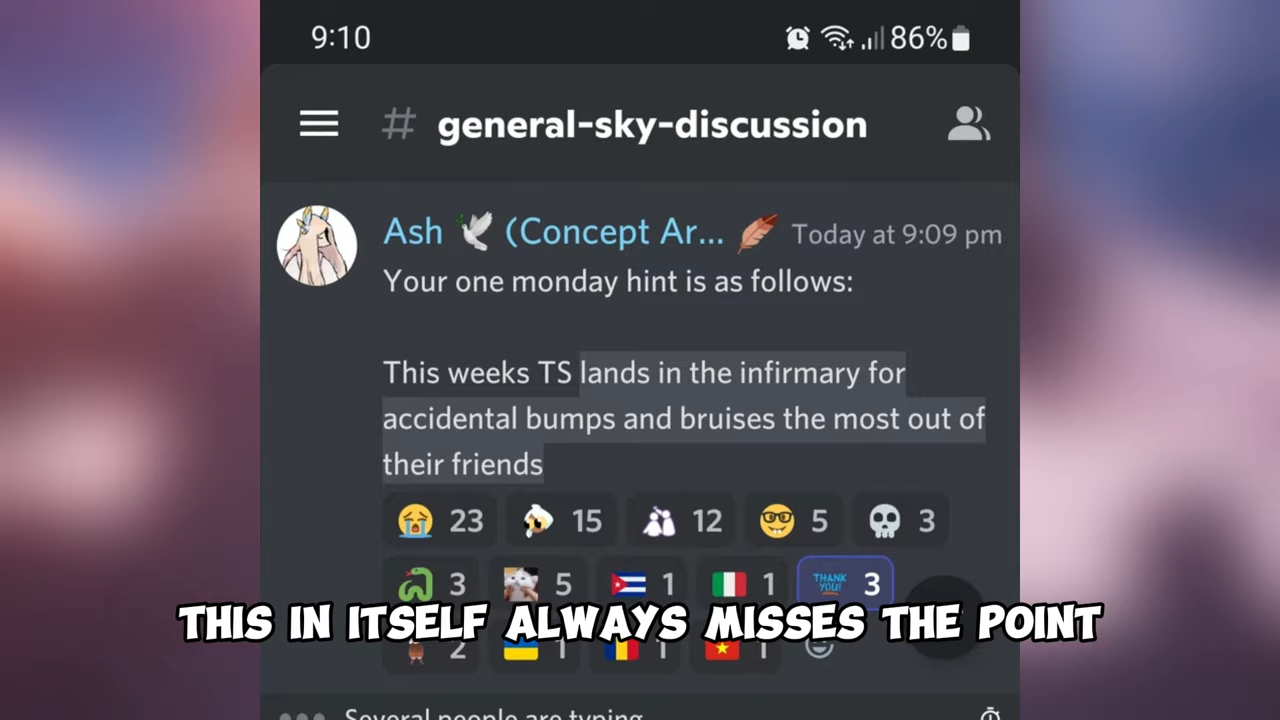 9:10
86%
# general-sky-discussion
Ash 🕊️ (Concept Ar... 🪶 Today at 9:09 pm
Your one monday hint is as follows:
This weeks TS lands in the infirmary for
accidental bumps and bruises the most out of
their friends
23 15 12 5 3
3 5 1 1 THANK YOU! 3
THIS IN ITSELF ALWAYS MISSES THE POINT
2 1 1 1
Several people are typing